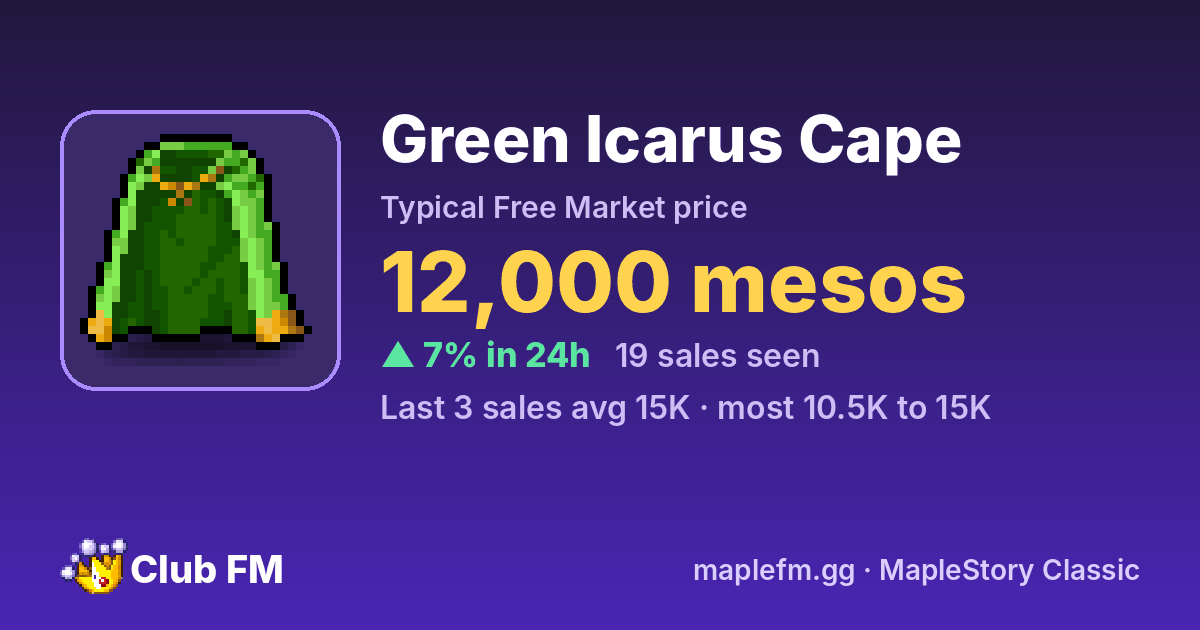 Green Icarus Cape
Typical Free Market price
12,000 mesos
▲ 7% in 24h 19 sales seen
Last 3 sales avg 15K · most 10.5K to 15K
Club FM
maplefm.gg · MapleStory Classic